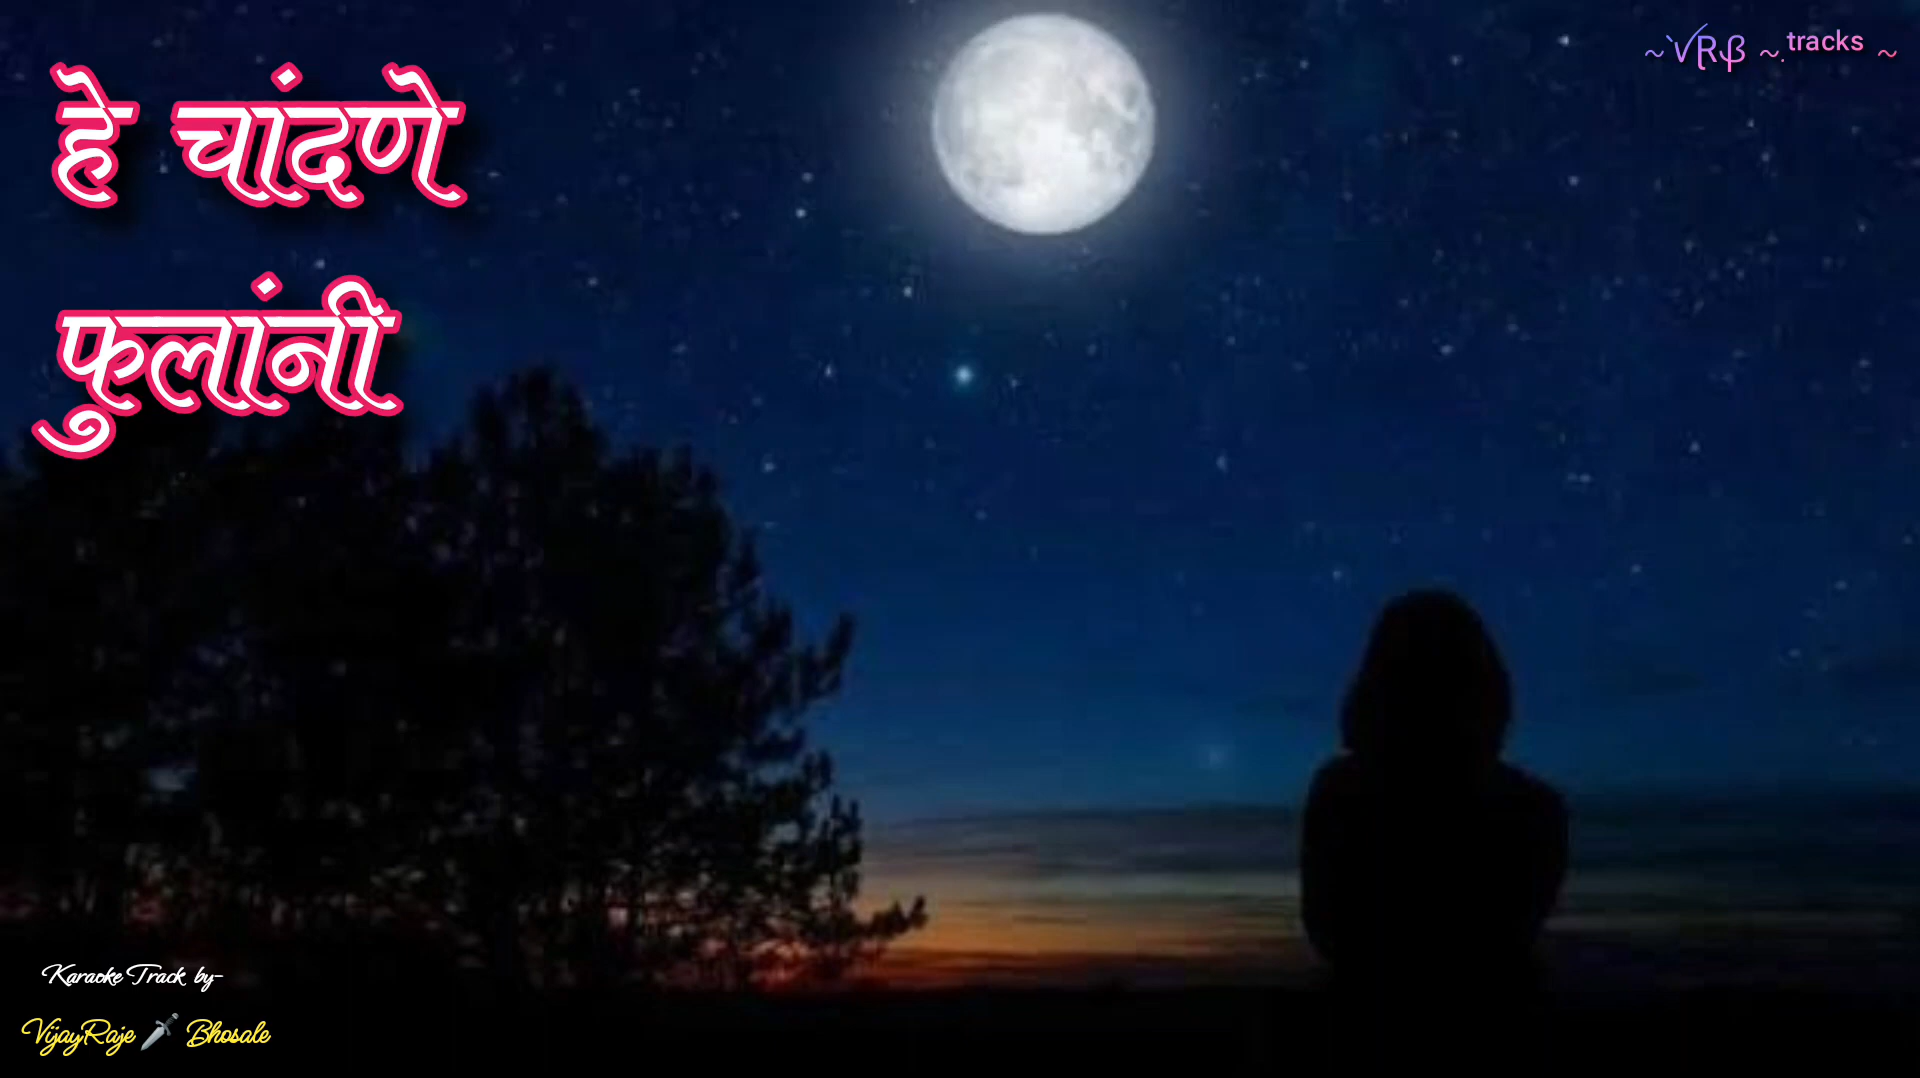 हे चांदणे
फुलांनी
~VRβ ~.tracks ~
Karaoke Track by-
VijayRaje🗡️ Bhosale